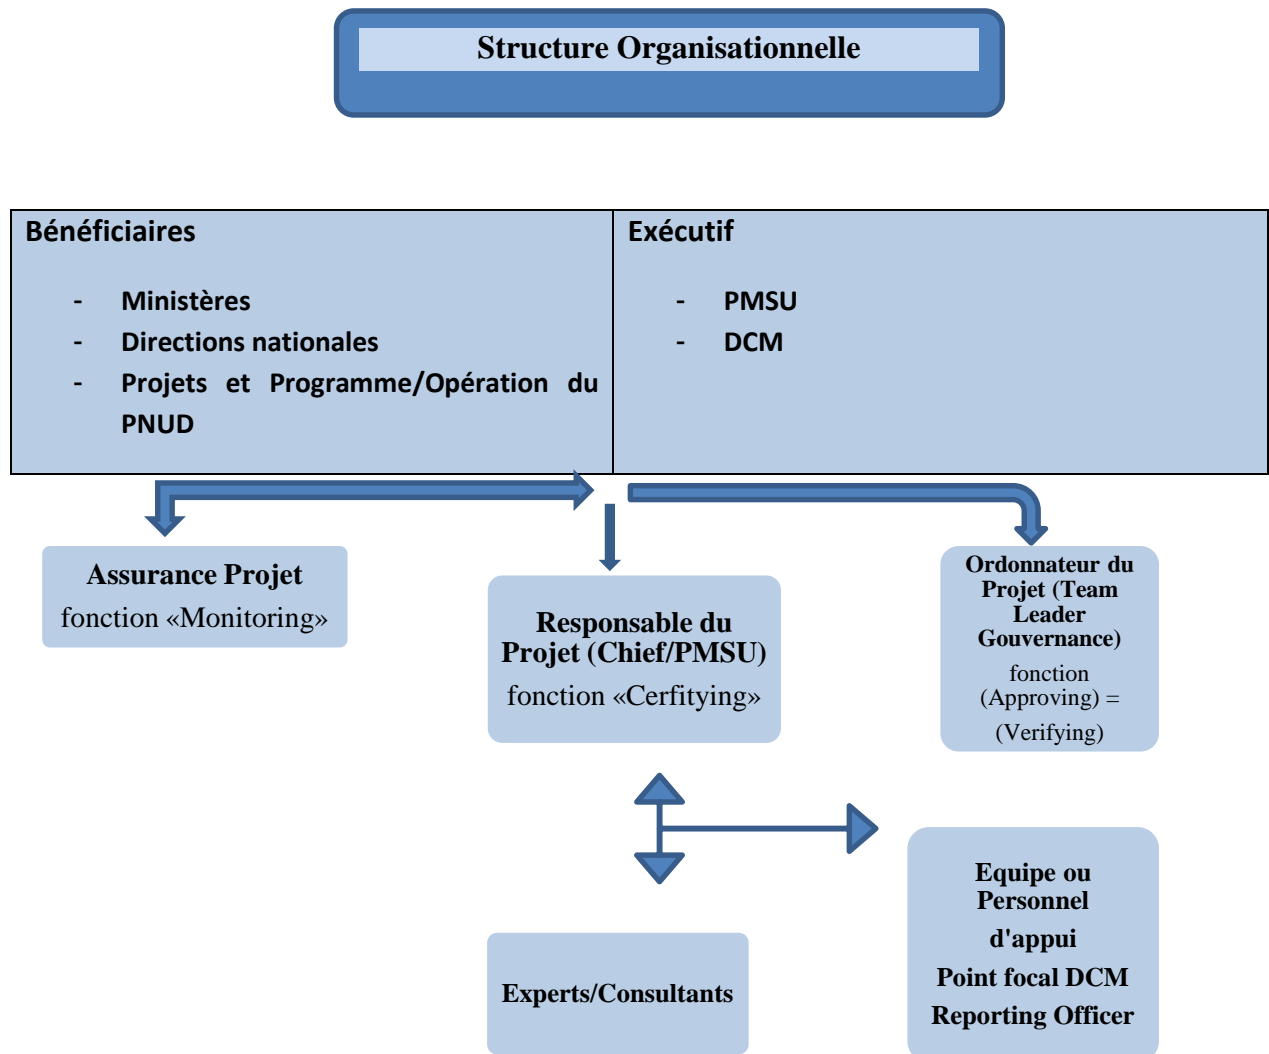 Structure Organisationnelle
Bénéficiaires
- Ministères
- Directions nationales
- Projets et Programme/Opération du
PNUD
Exécutif
- PMSU
- DCM
Assurance Projet
fonction «Monitoring»
Responsable du
Projet (Chief/PMSU)
fonction «Cerfitying»
Ordonnateur du
Projet (Team
Leader
Gouvernance)
fonction
(Approving) =
(Verifying)
Experts/Consultants
Equipe ou
Personnel
d'appui
Point focal DCM
Reporting Officer